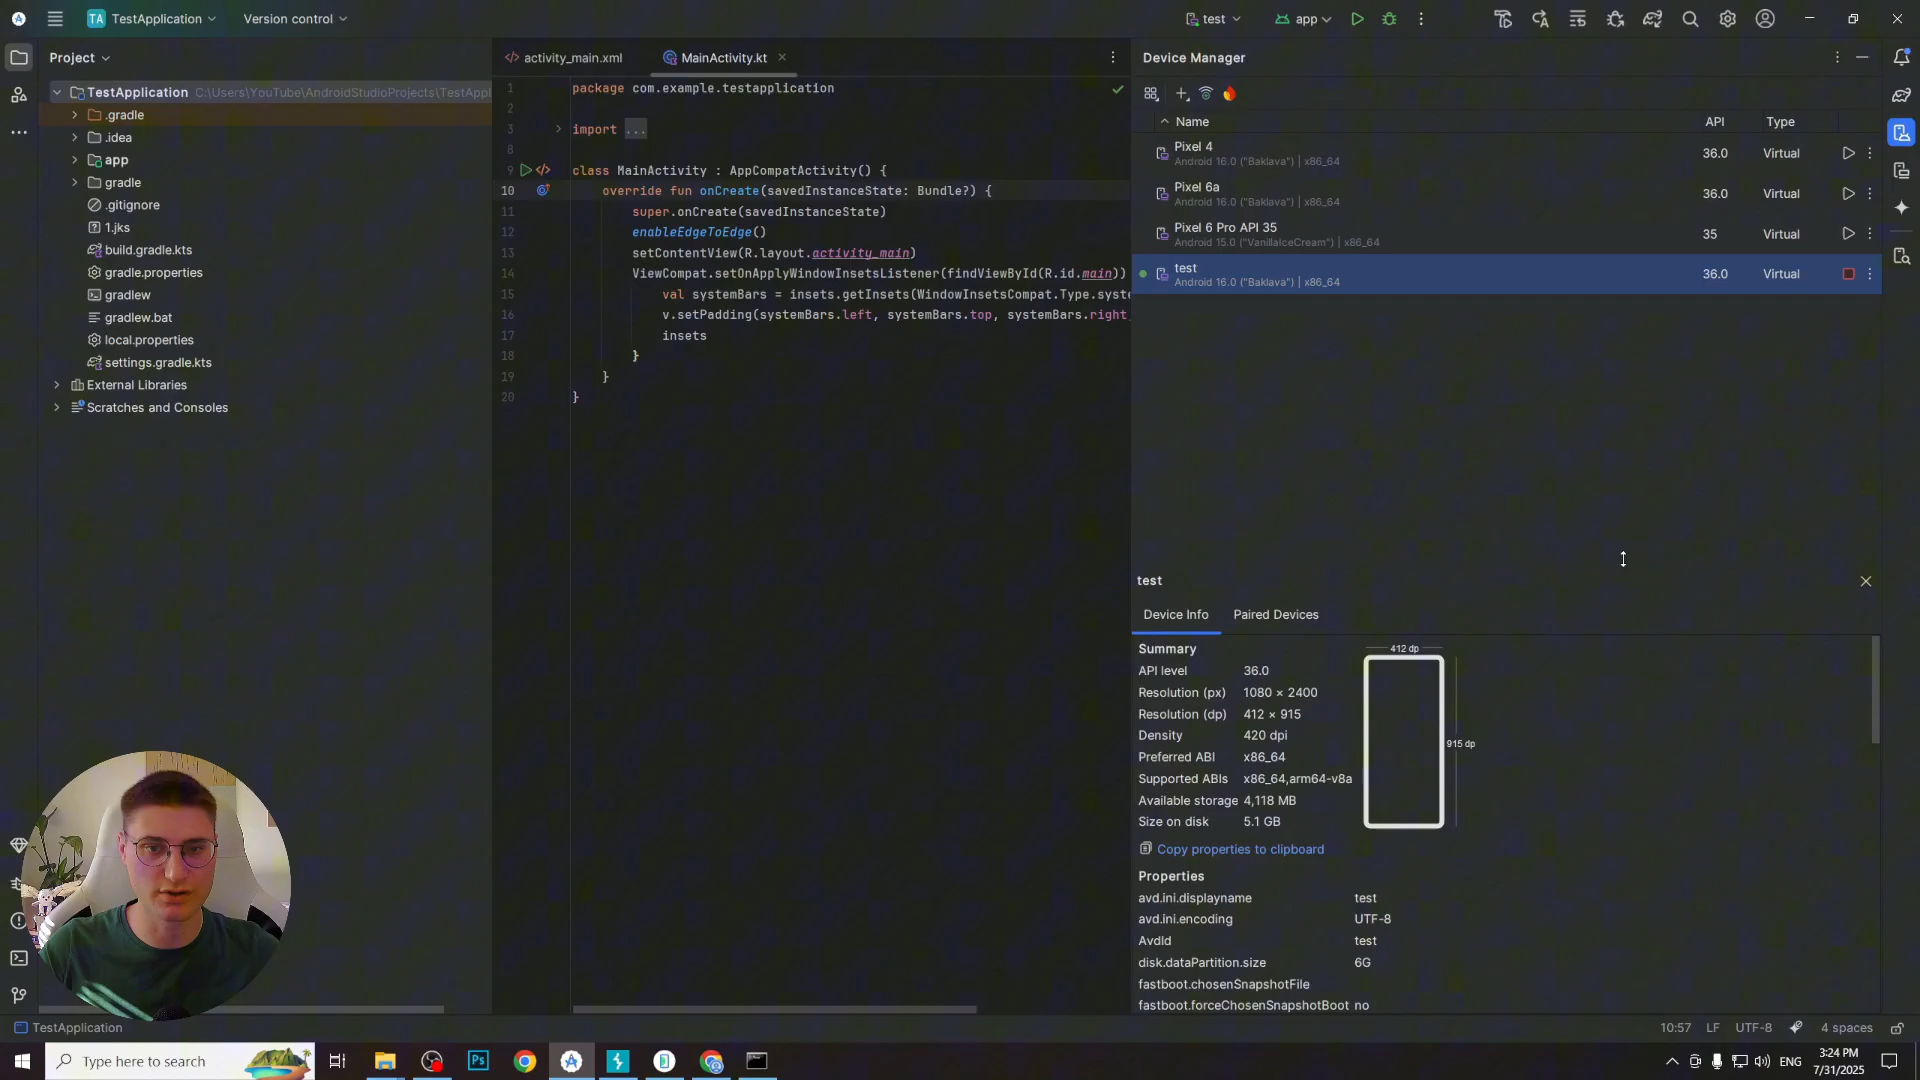 TA TestApplication
Version control
test
app
Project
TestApplication C:\Users\YouTube\AndroidStudioProjects\TestAppl
.gradle
.idea
app
gradle
.gitignore
1.jks
build.gradle.kts
gradle.properties
gradlew
gradlew.bat
local.properties
settings.gradle.kts
External Libraries
Scratches and Consoles
activity_main.xml
MainActivity.kt
1 package com.example.testapplication
2
3 import ...
8
9 class MainActivity : AppCompatActivity() {
10 override fun onCreate(savedInstanceState: Bundle?) {
11 super.onCreate(savedInstanceState)
12 enableEdgeToEdge()
13 setContentView(R.layout.activity_main)
14 ViewCompat.setOnApplyWindowInsetsListener(findViewById(R.id.main))
15 val systemBars = insets.getInsets(WindowInsetsCompat.Type.syste
16 v.setPadding(systemBars.left, systemBars.top, systemBars.right,
17 insets
18 }
19 }
20 }
Device Manager
Name API Type
Pixel 4
Android 16.0 ("Baklava") | x86_64
36.0 Virtual
Pixel 6a
Android 16.0 ("Baklava") | x86_64
36.0 Virtual
Pixel 6 Pro API 35
Android 15.0 ("VanillaIceCream") | x86_64
35 Virtual
test
Android 16.0 ("Baklava") | x86_64
36.0 Virtual
test
Device Info Paired Devices
Summary
API level 36.0
Resolution (px) 1080 × 2400
Resolution (dp) 412 × 915
Density 420 dpi
Preferred ABI x86_64
Supported ABIs x86_64,arm64-v8a
Available storage 4,118 MB
Size on disk 5.1 GB
412 dp
915 dp
Copy properties to clipboard
Properties
avd.ini.displayname test
avd.ini.encoding UTF-8
AvdId test
disk.dataPartition.size 6G
fastboot.chosenSnapshotFile
fastboot.forceChosenSnapshotBoot no
TestApplication
10:57 LF UTF-8 4 spaces
Type here to search
Ps
ENG
3:24 PM
7/31/2025